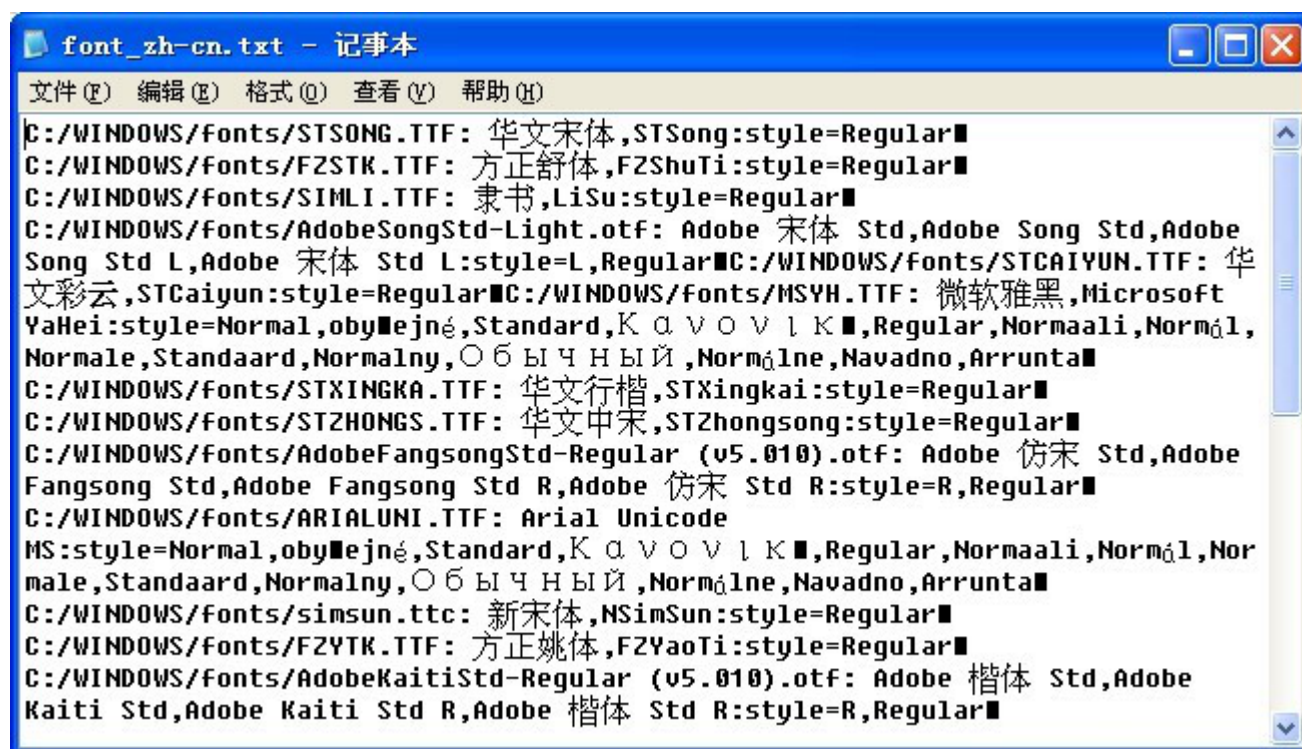 font_zh-cn.txt - 记事本
文件(F) 编辑(E) 格式(O) 查看(V) 帮助(H)
C:/WINDOWS/fonts/STSONG.TTF: 华文宋体,STSong:style=Regular■
C:/WINDOWS/fonts/FZSTK.TTF: 方正舒体,FZShuTi:style=Regular■
C:/WINDOWS/fonts/SIMLI.TTF: 隶书,LiSu:style=Regular■
C:/WINDOWS/fonts/AdobeSongStd-Light.otf: Adobe 宋体 Std,Adobe Song Std,Adobe
Song Std L,Adobe 宋体 Std L:style=L,Regular■C:/WINDOWS/fonts/STCAIYUN.TTF: 华
文彩云,STCaiyun:style=Regular■C:/WINDOWS/fonts/MSYH.TTF: 微软雅黑,Microsoft
YaHei:style=Normal,oby■ejné,Standard,Κανονικ■,Regular,Normaali,Normál,
Normale,Standaard,Normalny,Обычный,Normálne,Navadno,Arrunta■
C:/WINDOWS/fonts/STXINGKA.TTF: 华文行楷,STXingkai:style=Regular■
C:/WINDOWS/fonts/STZHONGS.TTF: 华文中宋,STZhongsong:style=Regular■
C:/WINDOWS/fonts/AdobeFangsongStd-Regular (v5.010).otf: Adobe 仿宋 Std,Adobe
Fangsong Std,Adobe Fangsong Std R,Adobe 仿宋 Std R:style=R,Regular■
C:/WINDOWS/fonts/ARIALUNI.TTF: Arial Unicode
MS:style=Normal,oby■ejné,Standard,Κανονικ■,Regular,Normaali,Normál,Nor
male,Standaard,Normalny,Обычный,Normálne,Navadno,Arrunta■
C:/WINDOWS/fonts/simsun.ttc: 新宋体,NSimSun:style=Regular■
C:/WINDOWS/fonts/FZYTK.TTF: 方正姚体,FZYaoTi:style=Regular■
C:/WINDOWS/fonts/AdobeKaitiStd-Regular (v5.010).otf: Adobe 楷体 Std,Adobe
Kaiti Std,Adobe Kaiti Std R,Adobe 楷体 Std R:style=R,Regular■